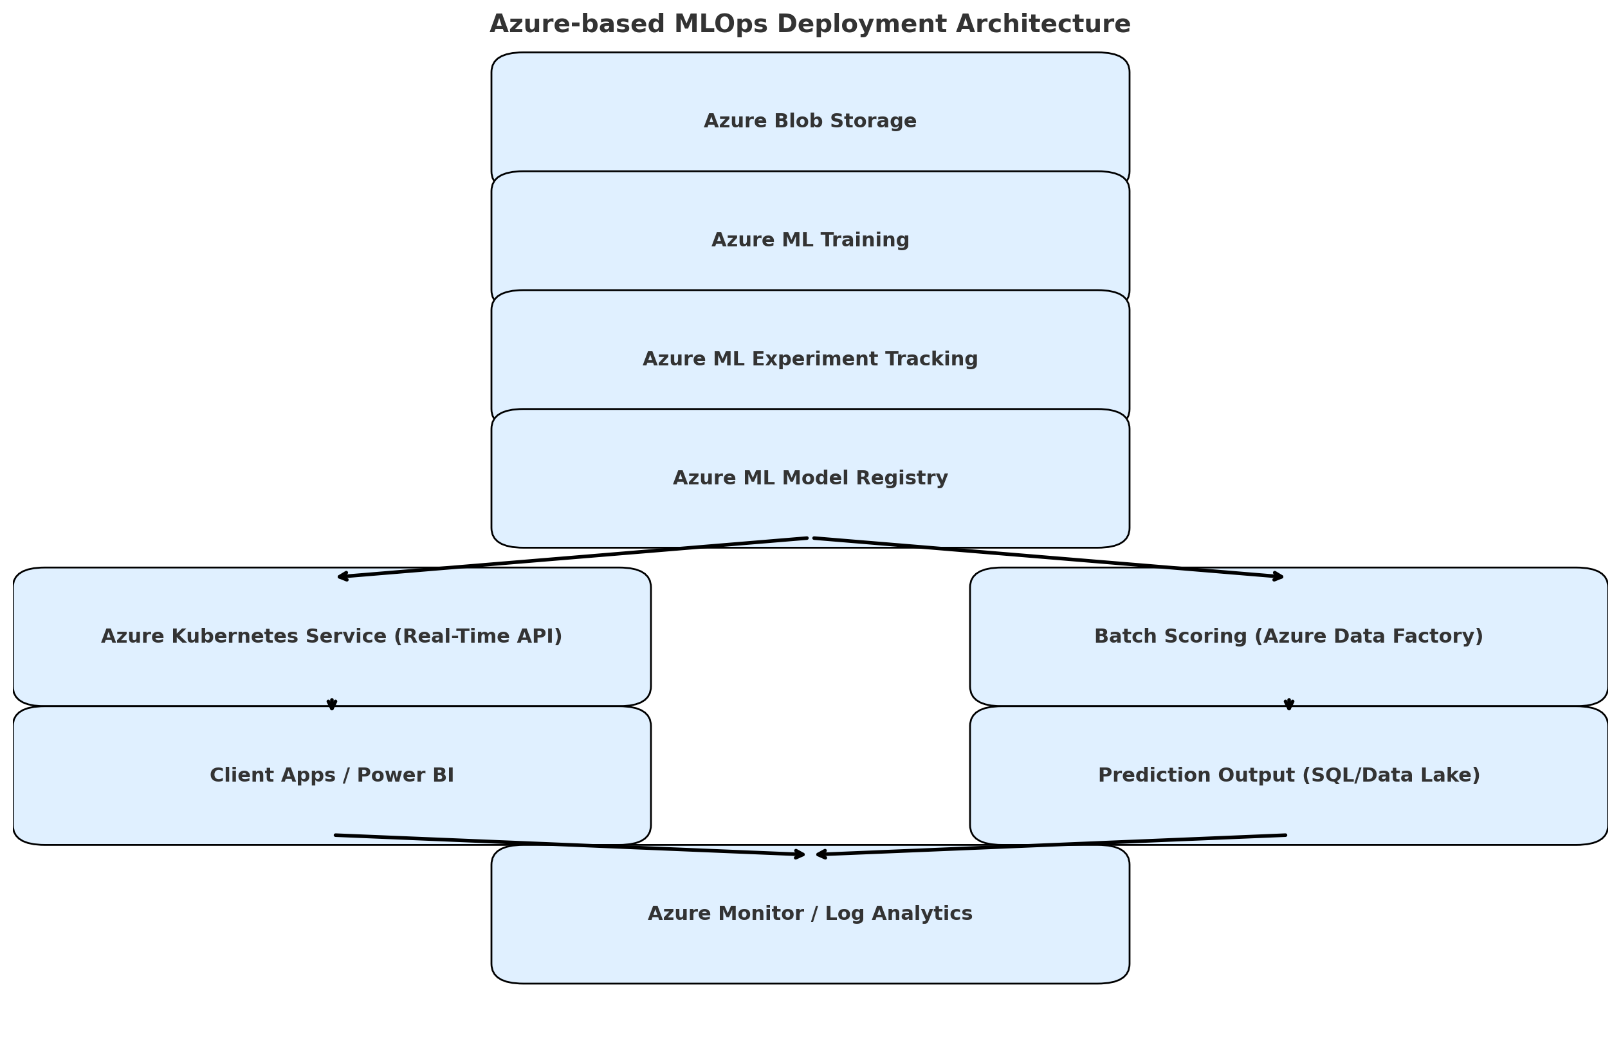 Azure-based MLOps Deployment Architecture
Azure Blob Storage
Azure ML Training
Azure ML Experiment Tracking
Azure ML Model Registry
Azure Kubernetes Service (Real-Time API)
Batch Scoring (Azure Data Factory)
Client Apps / Power BI
Prediction Output (SQL/Data Lake)
Azure Monitor / Log Analytics